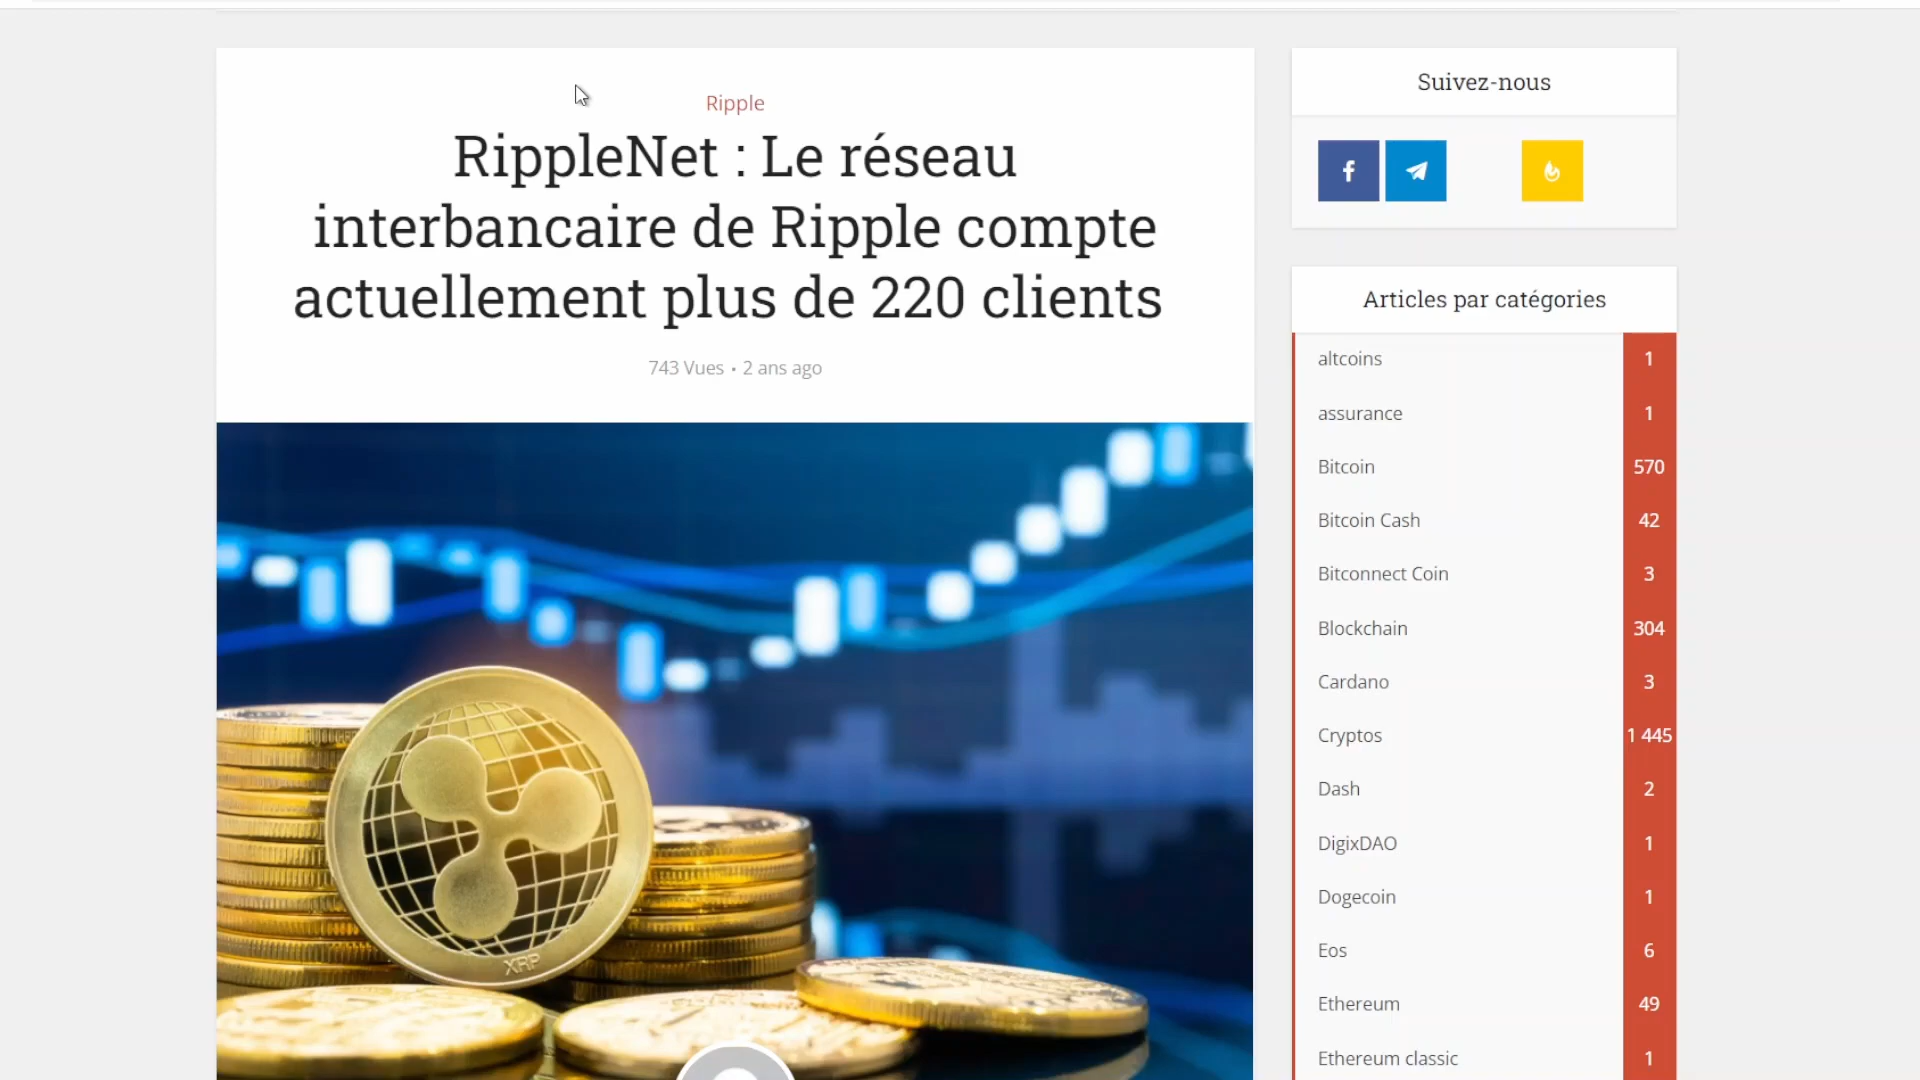 Ripple
RippleNet : Le réseau
interbancaire de Ripple compte
actuellement plus de 220 clients
743 Vues • 2 ans ago
XRP
Suivez-nous
Articles par catégories
altcoins 1
assurance 1
Bitcoin 570
Bitcoin Cash 42
Bitconnect Coin 3
Blockchain 304
Cardano 3
Cryptos 1 445
Dash 2
DigixDAO 1
Dogecoin 1
Eos 6
Ethereum 49
Ethereum classic 1